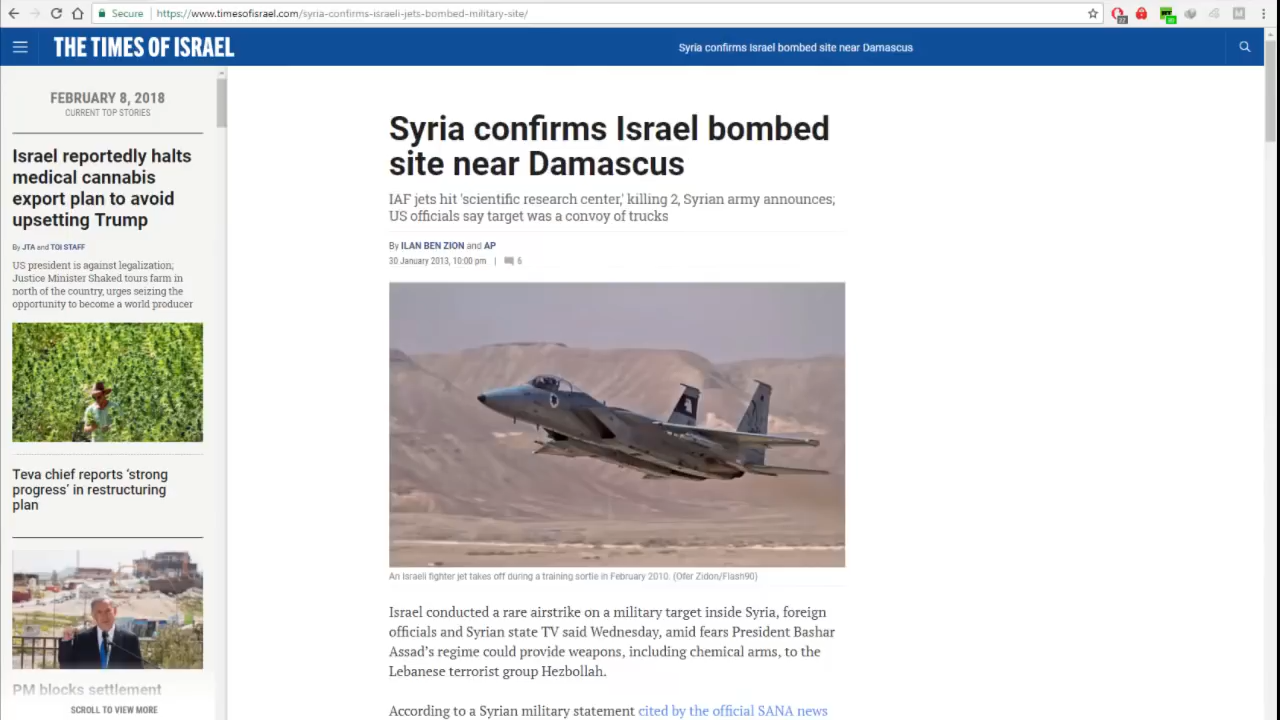 Secure
https://www.timesofisrael.com/syria-confirms-israeli-jets-bombed-military-site/
THE TIMES OF ISRAEL
Syria confirms Israel bombed site near Damascus
FEBRUARY 8, 2018
CURRENT TOP STORIES
Israel reportedly halts
medical cannabis
export plan to avoid
upsetting Trump
By JTA and TOI STAFF
US president is against legalization;
Justice Minister Shaked tours farm in
north of the country, urges seizing the
opportunity to become a world producer
Teva chief reports ‘strong
progress’ in restructuring
plan
PM blocks settlement
SCROLL TO VIEW MORE
Syria confirms Israel bombed
site near Damascus
IAF jets hit 'scientific research center,' killing 2, Syrian army announces;
US officials say target was a convoy of trucks
By ILAN BEN ZION and AP
30 January 2013, 10:00 pm | 6
An Israeli fighter jet takes off during a training sortie in February 2010. (Ofer Zidon/Flash90)
Israel conducted a rare airstrike on a military target inside Syria, foreign
officials and Syrian state TV said Wednesday, amid fears President Bashar
Assad’s regime could provide weapons, including chemical arms, to the
Lebanese terrorist group Hezbollah.
According to a Syrian military statement cited by the official SANA news